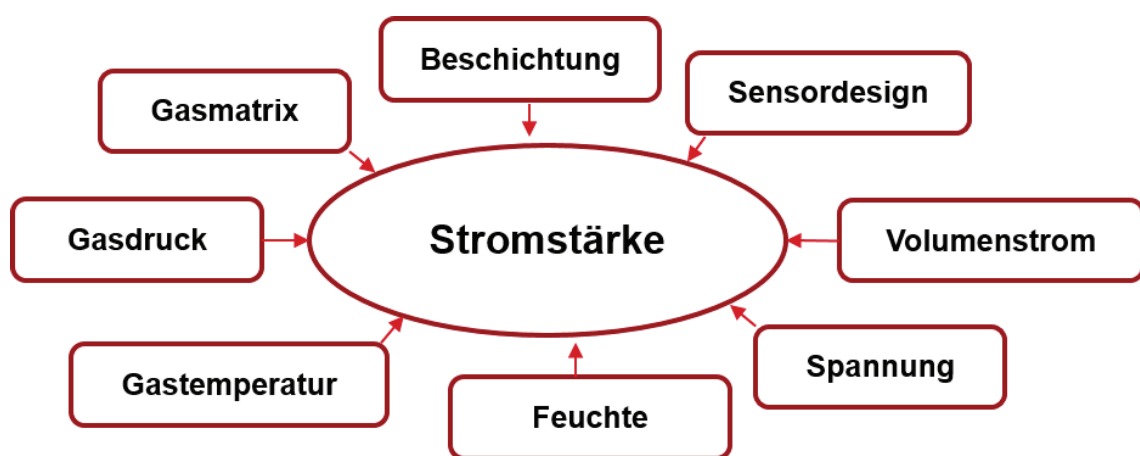 Beschichtung
Sensordesign
Gasmatrix
Gasdruck
Stromstärke
Volumenstrom
Gastemperatur
Feuchte
Spannung